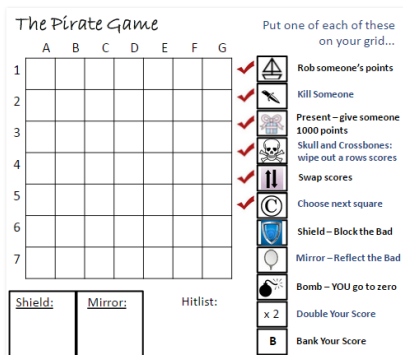 The Pirate Game
Put one of each of these
on your grid...
A B C D E F G
1
2
3
4
5
6
7
Rob someone's points
Kill Someone
Present – give someone
1000 points
Skull and Crossbones:
wipe out a rows scores
Swap scores
© Choose next square
Shield – Block the Bad
Mirror – Reflect the Bad
Bomb – YOU go to zero
x 2 Double Your Score
B Bank Your Score
Shield: Mirror: Hitlist: